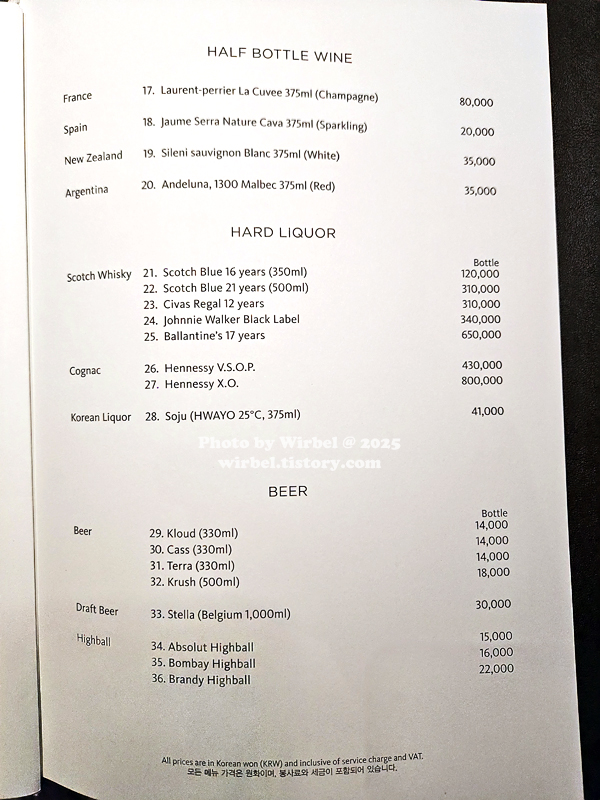 HALF BOTTLE WINE
France 17. Laurent-perrier La Cuvee 375ml (Champagne) 80,000
Spain 18. Jaume Serra Nature Cava 375ml (Sparkling) 20,000
New Zealand 19. Sileni sauvignon Blanc 375ml (White) 35,000
Argentina 20. Andeluna, 1300 Malbec 375ml (Red) 35,000
HARD LIQUOR
Bottle
Scotch Whisky 21. Scotch Blue 16 years (350ml) 120,000
22. Scotch Blue 21 years (500ml) 310,000
23. Civas Regal 12 years 310,000
24. Johnnie Walker Black Label 340,000
25. Ballantine's 17 years 650,000
Cognac 26. Hennessy V.S.O.P. 430,000
27. Hennessy X.O. 800,000
Korean Liquor 28. Soju (HWAYO 25°C, 375ml) 41,000
Photo by Wirbel @ 2025
wirbel.tistory.com
BEER
Bottle
Beer 29. Kloud (330ml) 14,000
30. Cass (330ml) 14,000
31. Terra (330ml) 14,000
32. Krush (500ml) 18,000
Draft Beer 33. Stella (Belgium 1,000ml) 30,000
Highball 34. Absolut Highball 15,000
35. Bombay Highball 16,000
36. Brandy Highball 22,000
All prices are in Korean won (KRW) and inclusive of service charge and VAT.
모든 메뉴 가격은 원화이며, 봉사료와 세금이 포함되어 있습니다.